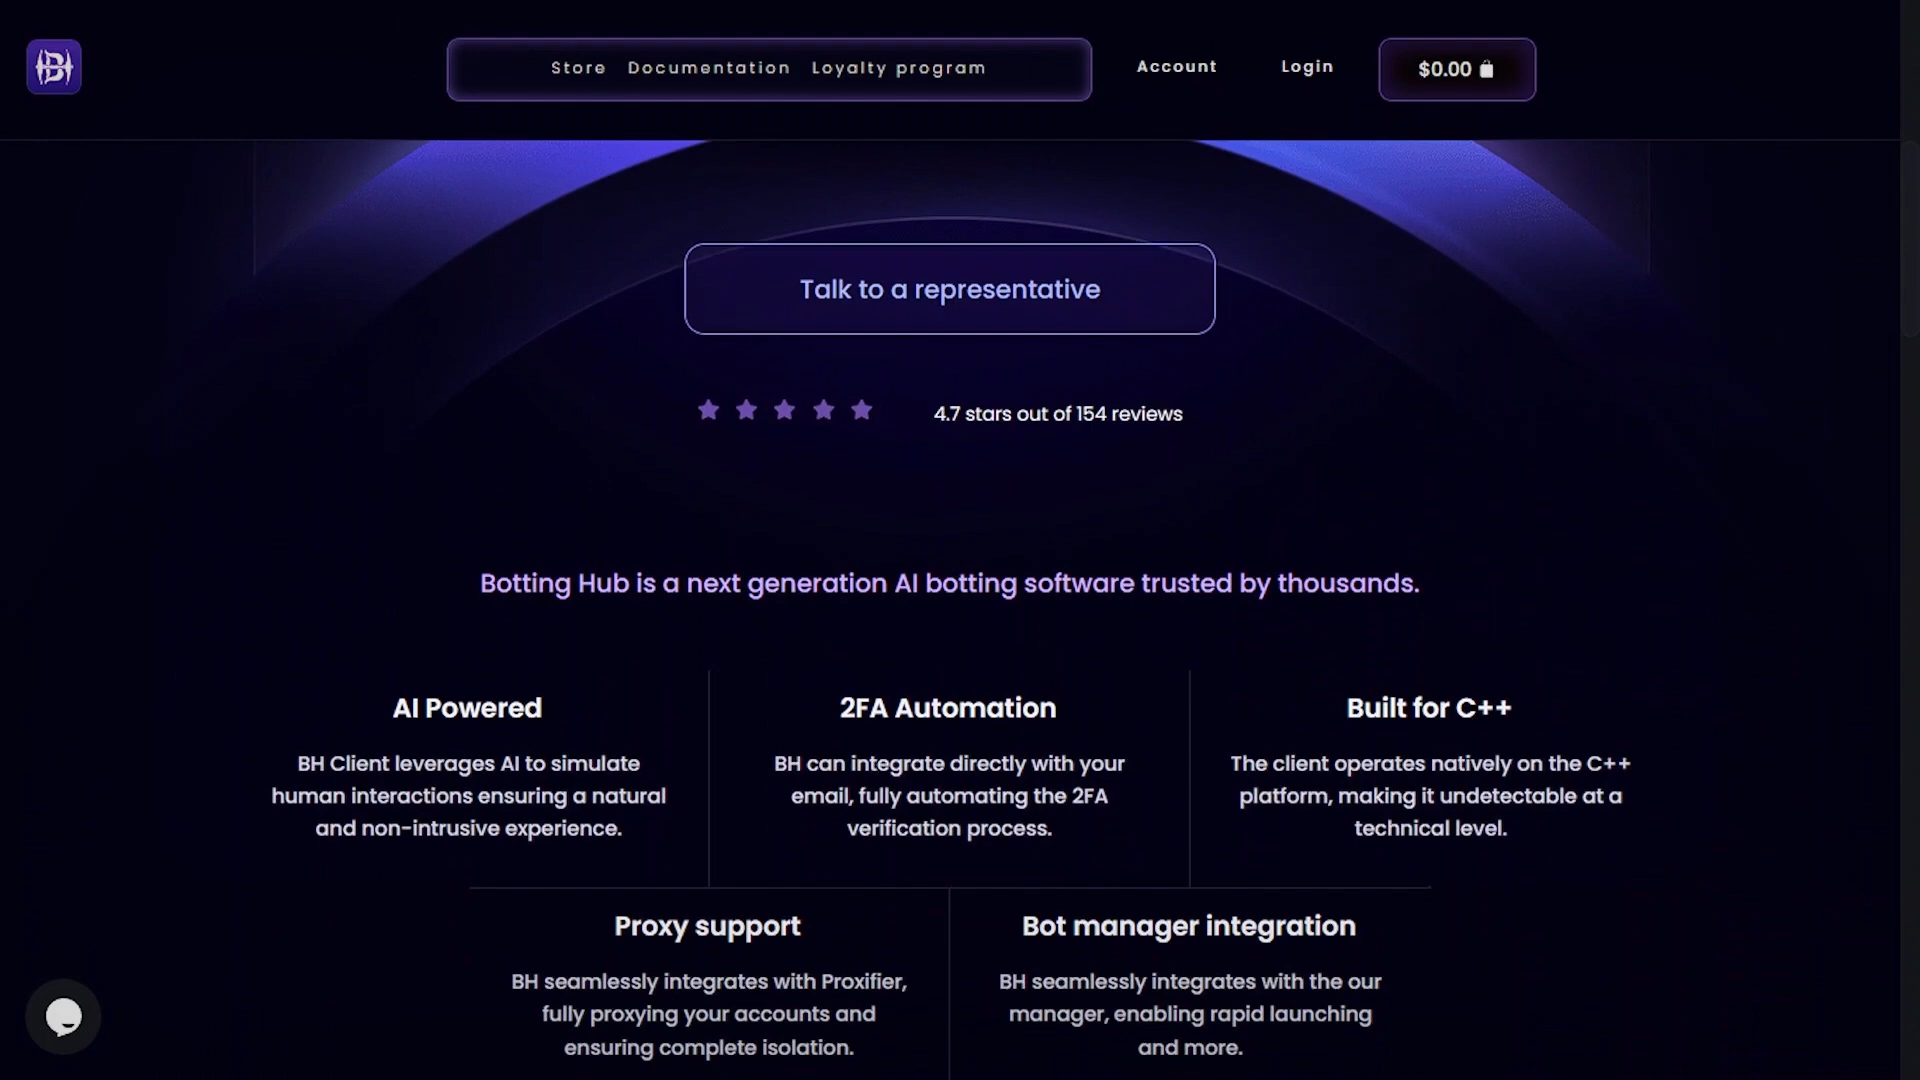 BH
Store Documentation Loyalty program
Account
Login
$0.00
Talk to a representative
4.7 stars out of 154 reviews
Botting Hub is a next generation AI botting software trusted by thousands.
AI Powered
BH Client leverages AI to simulate
human interactions ensuring a natural
and non-intrusive experience.
2FA Automation
BH can integrate directly with your
email, fully automating the 2FA
verification process.
Built for C++
The client operates natively on the C++
platform, making it undetectable at a
technical level.
Proxy support
BH seamlessly integrates with Proxifier,
fully proxying your accounts and
ensuring complete isolation.
Bot manager integration
BH seamlessly integrates with the our
manager, enabling rapid launching
and more.